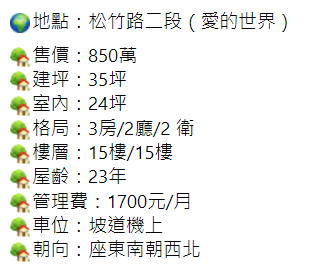 🌍地點：松竹路二段（愛的世界）
🏡售價：850萬
🏡建坪：35坪
🏡室內：24坪
🏡格局：3房/2廳/2 衛
🏡樓層：15樓/15樓
🏡屋齡：23年
🏡管理費：1700元/月
🏡車位：坡道機上
🏡朝向：座東南朝西北